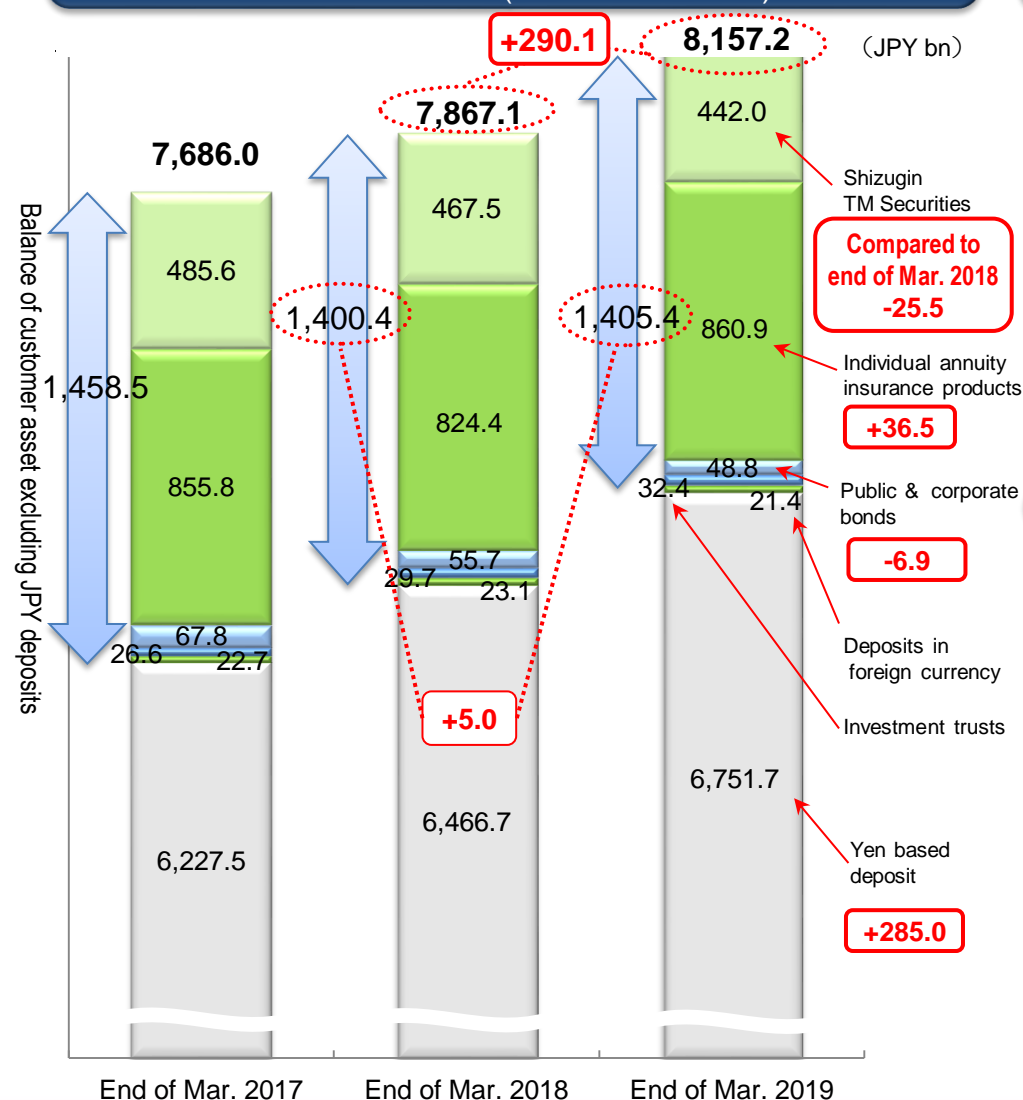 +290.1
8,157.2
（JPY bn）
7,867.1
7,686.0
442.0
467.5
485.6
Shizugin
TM Securities
Compared to
end of Mar. 2018
-25.5
Balance of customer asset excluding JPY deposits
1,458.5
1,400.4
1,405.4
860.9
824.4
855.8
Individual annuity
insurance products
+36.5
48.8
32.4
21.4
Public & corporate
bonds
-6.9
55.7
29.7
23.1
67.8
26.6
22.7
Deposits in
foreign currency
Investment trusts
+5.0
6,751.7
6,466.7
6,227.5
Yen based
deposit
+285.0
End of Mar. 2017
End of Mar. 2018
End of Mar. 2019